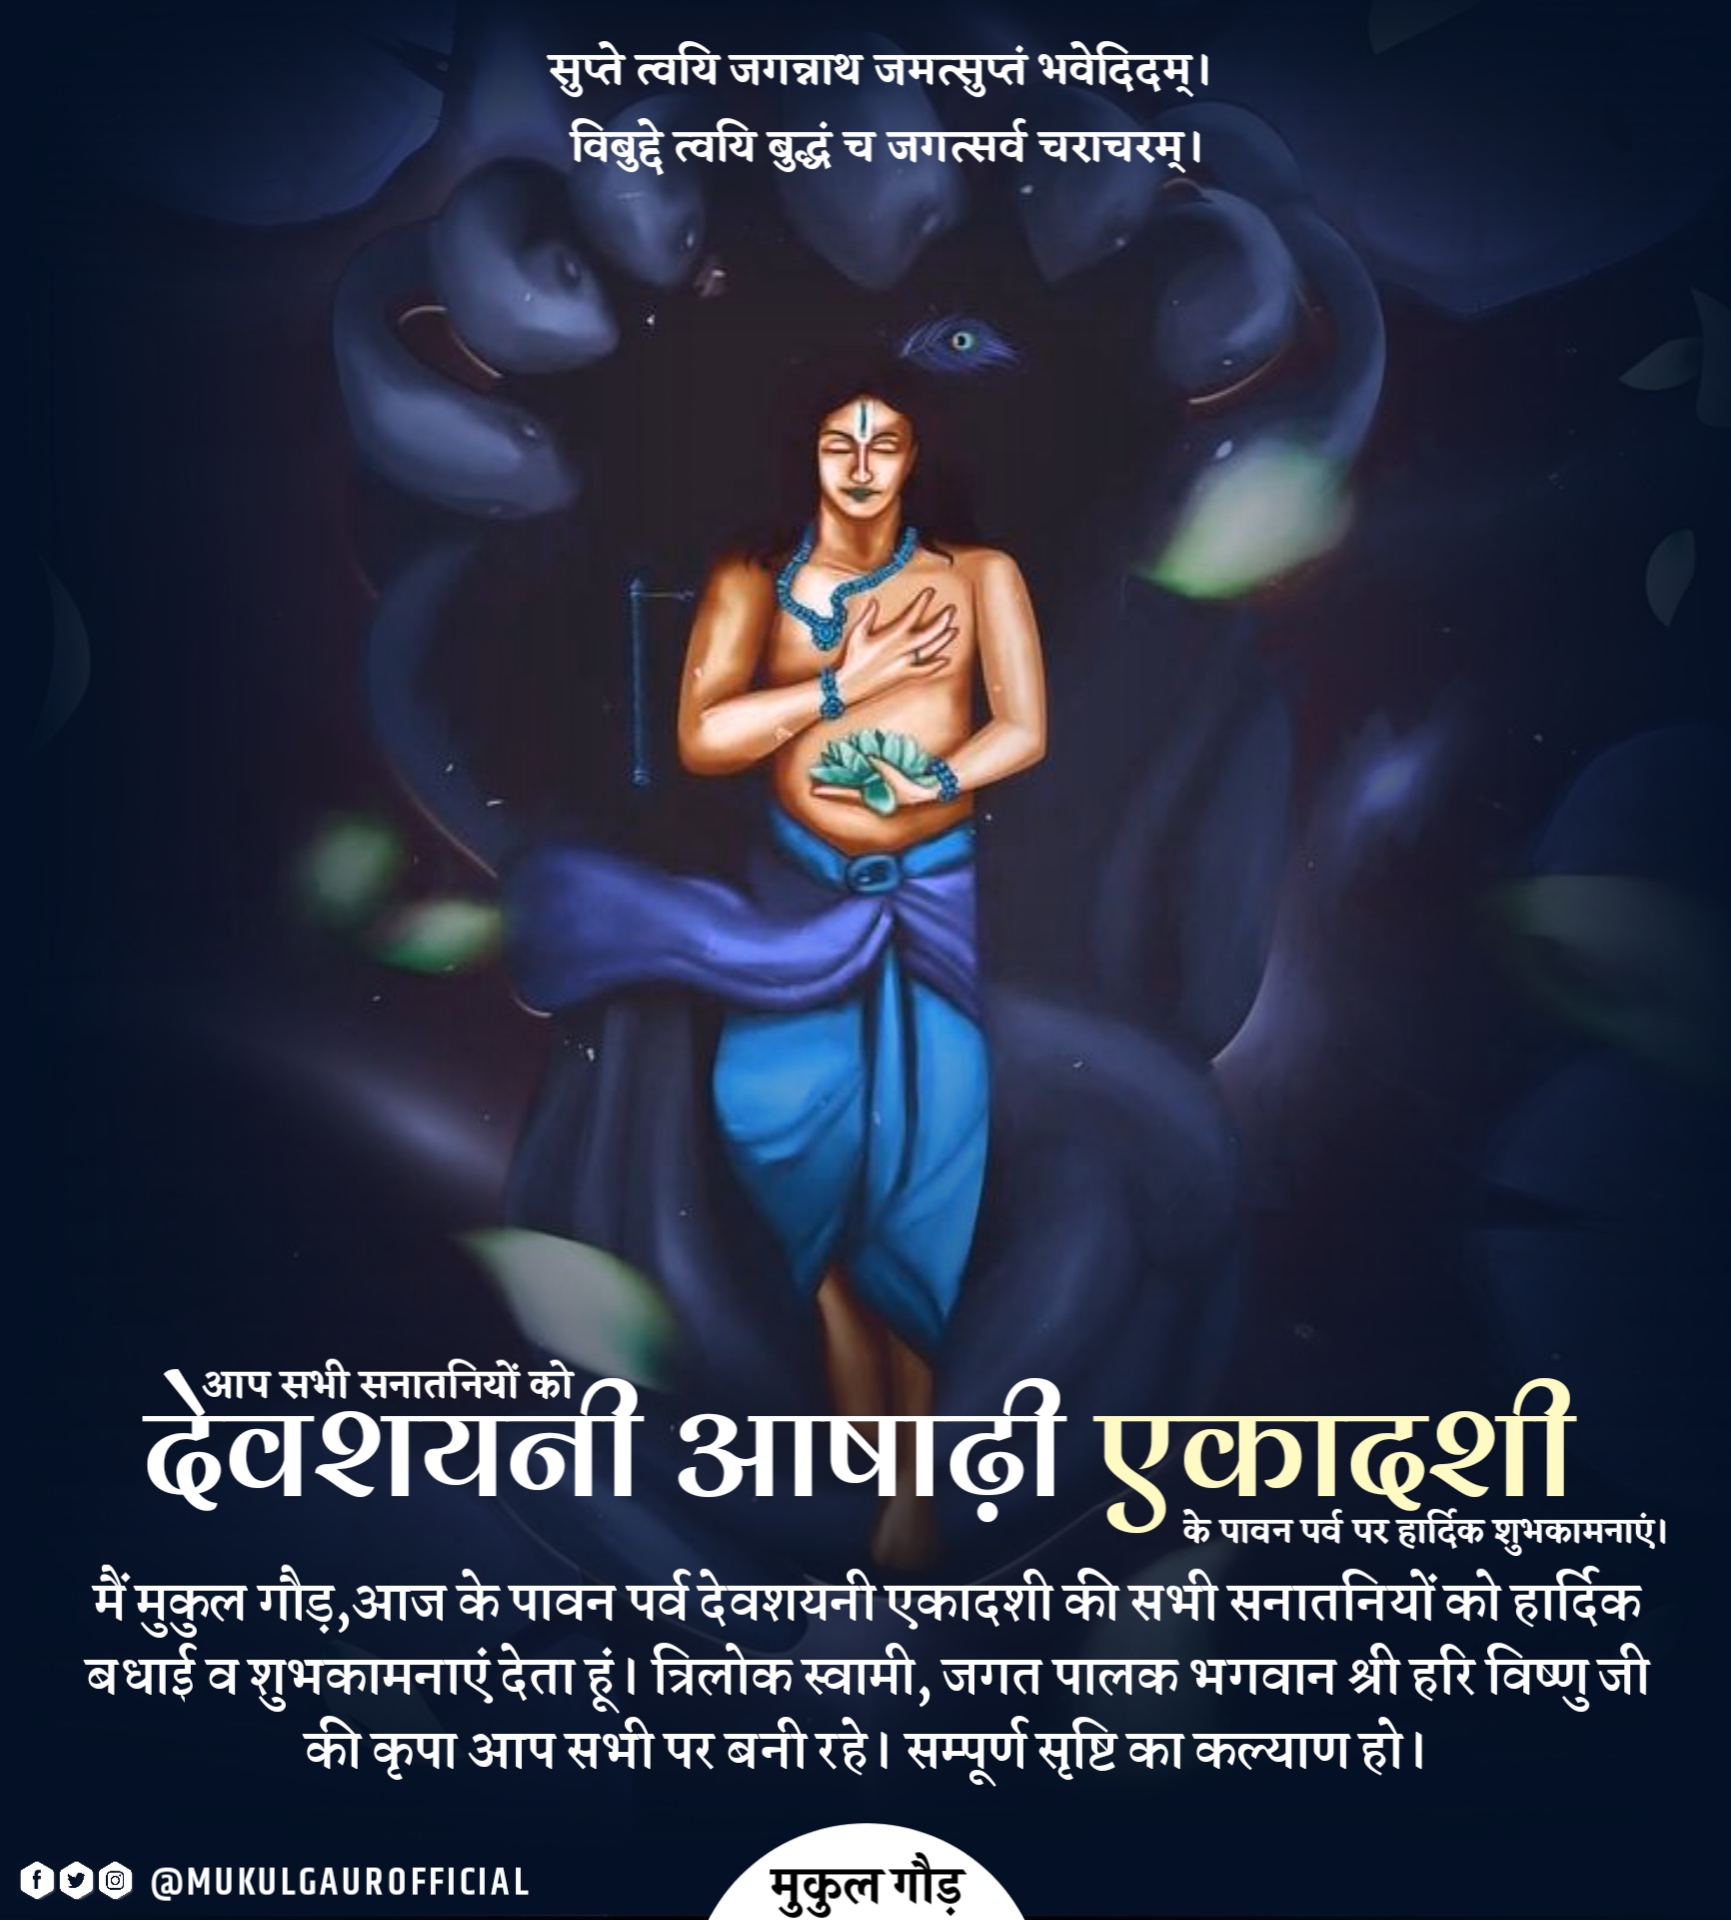 सुप्ते त्वयि जगन्नाथ जमत्सुप्तं भवेदिदम्।
विबुद्दे त्वयि बुद्धं च जगत्सर्व चराचरम्।
आप सभी सनातनियों को
देवशयनी आषाढ़ी एकादशी
के पावन पर्व पर हार्दिक शुभकामनाएं।
मैं मुकुल गौड़,आज के पावन पर्व देवशयनी एकादशी की सभी सनातनियों को हार्दिक
बधाई व शुभकामनाएं देता हूं। त्रिलोक स्वामी, जगत पालक भगवान श्री हरि विष्णु जी
की कृपा आप सभी पर बनी रहे। सम्पूर्ण सृष्टि का कल्याण हो।
@MUKULGAUROFFICIAL
मुकुल गौड़